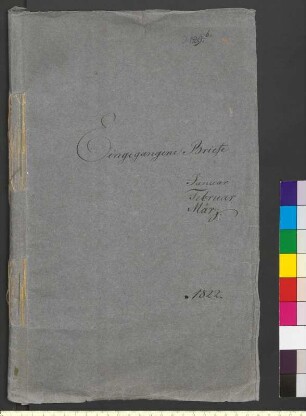 Eingegangene Briefe
Januar
Februar
März
1822.